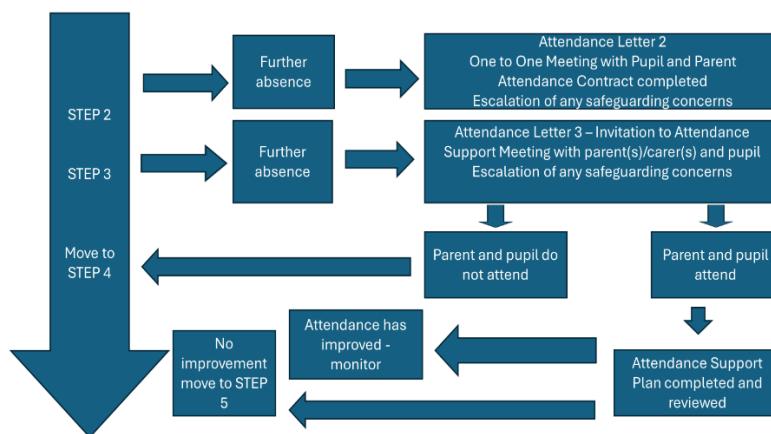 STEP 2
Further
absence
Attendance Letter 2
One to One Meeting with Pupil and Parent
Attendance Contract completed
Escalation of any safeguarding concerns
STEP 3
Further
absence
Attendance Letter 3 – Invitation to Attendance
Support Meeting with parent(s)/carer(s) and pupil
Escalation of any safeguarding concerns
Move to
STEP 4
Parent and pupil do
not attend
Parent and pupil
attend
No
improvement
move to STEP
5
Attendance has
improved -
monitor
Attendance Support
Plan completed and
reviewed